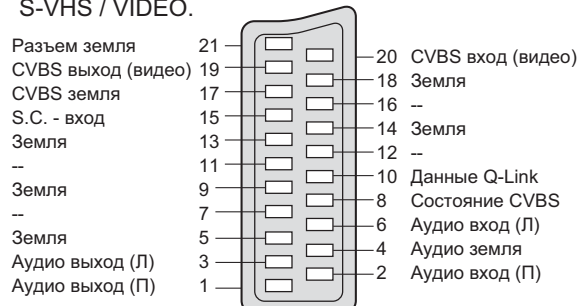 S-VHS / VIDEO.
Разъем земля 21
CVBS выход (видео) 19
CVBS земля 17
S.C. - вход 15
Земля 13
-- 11
Земля 9
-- 7
Земля 5
Аудио выход (Л) 3
Аудио выход (П) 1
20 CVBS вход (видео)
18 Земля
16 --
14 Земля
12 --
10 Данные Q-Link
8 Состояние CVBS
6 Аудио вход (Л)
4 Аудио земля
2 Аудио вход (П)